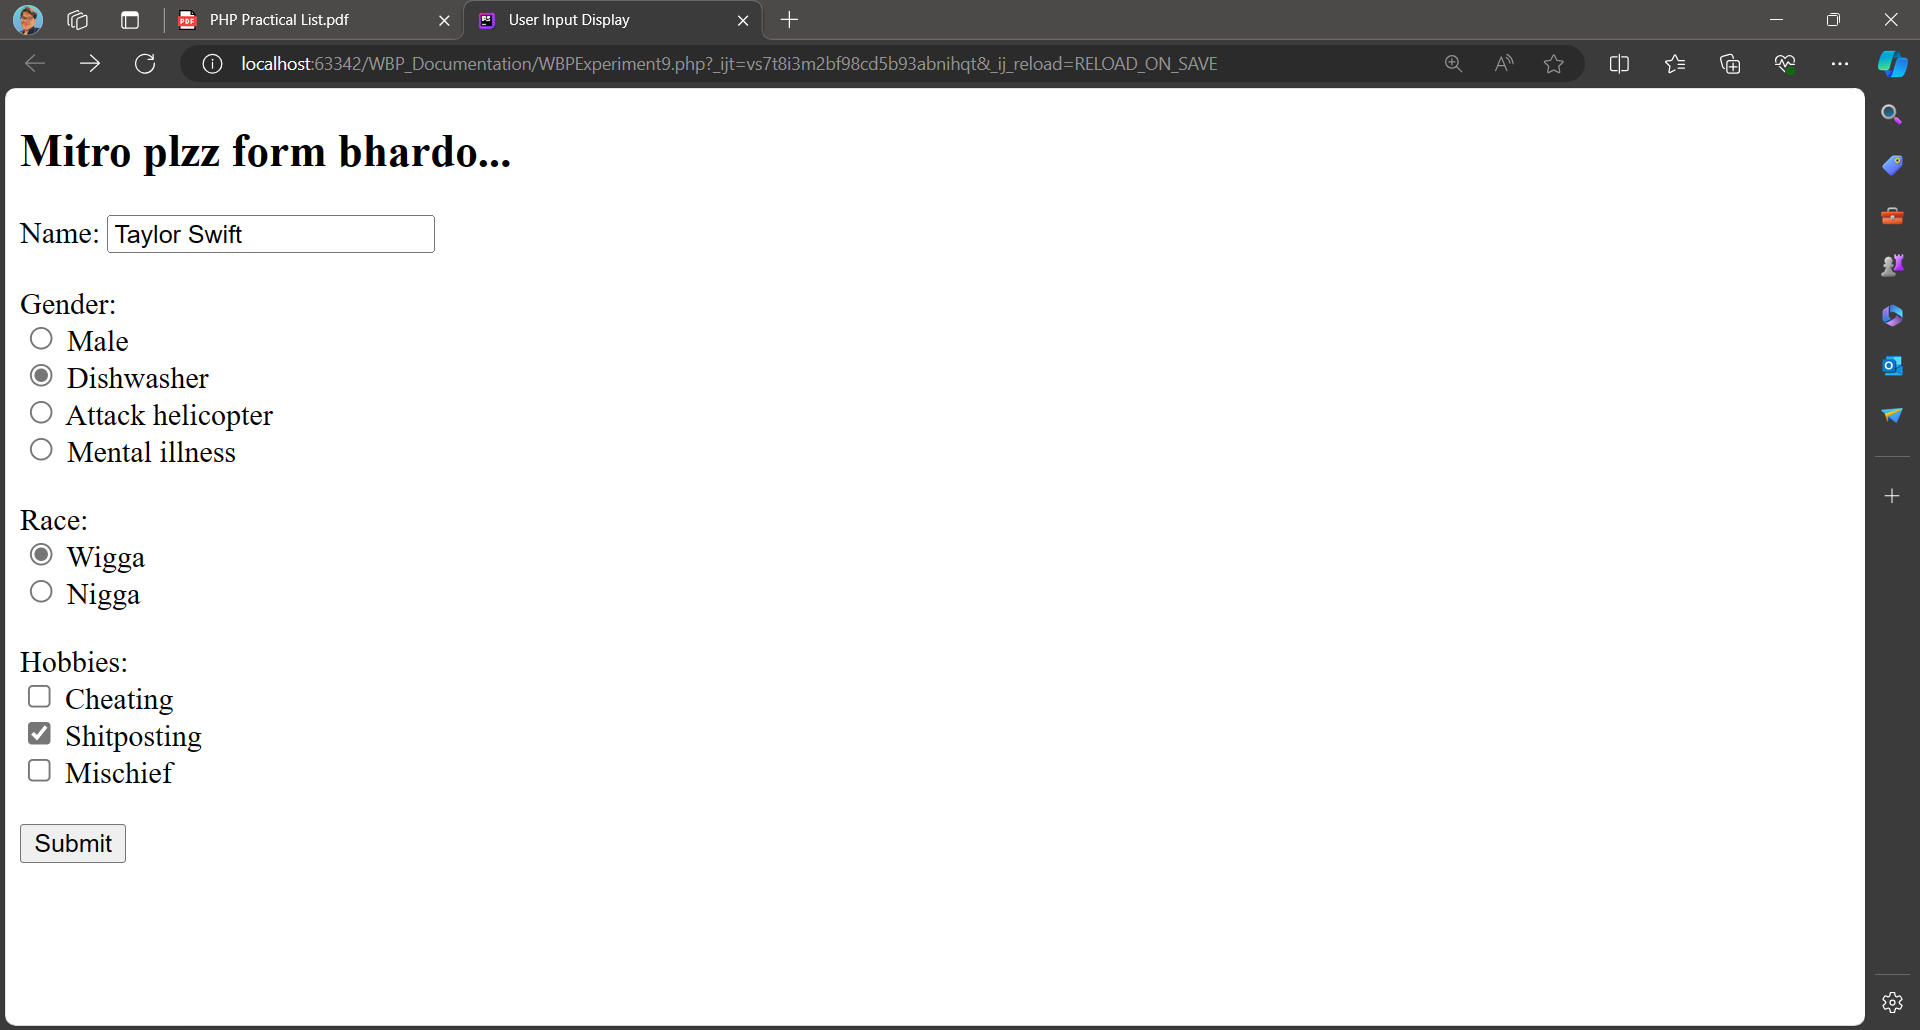 PHP Practical List.pdf
User Input Display
localhost:63342/WBP_Documentation/WBPExperiment9.php?_ijt=vs7t8i3m2bf98cd5b93abnihqt&_ij_reload=RELOAD_ON_SAVE
Mitro plzz form bhardo...
Name: Taylor Swift
Gender:
Male
Dishwasher
Attack helicopter
Mental illness
Race:
Wigga
Nigga
Hobbies:
Cheating
Shitposting
Mischief
Submit